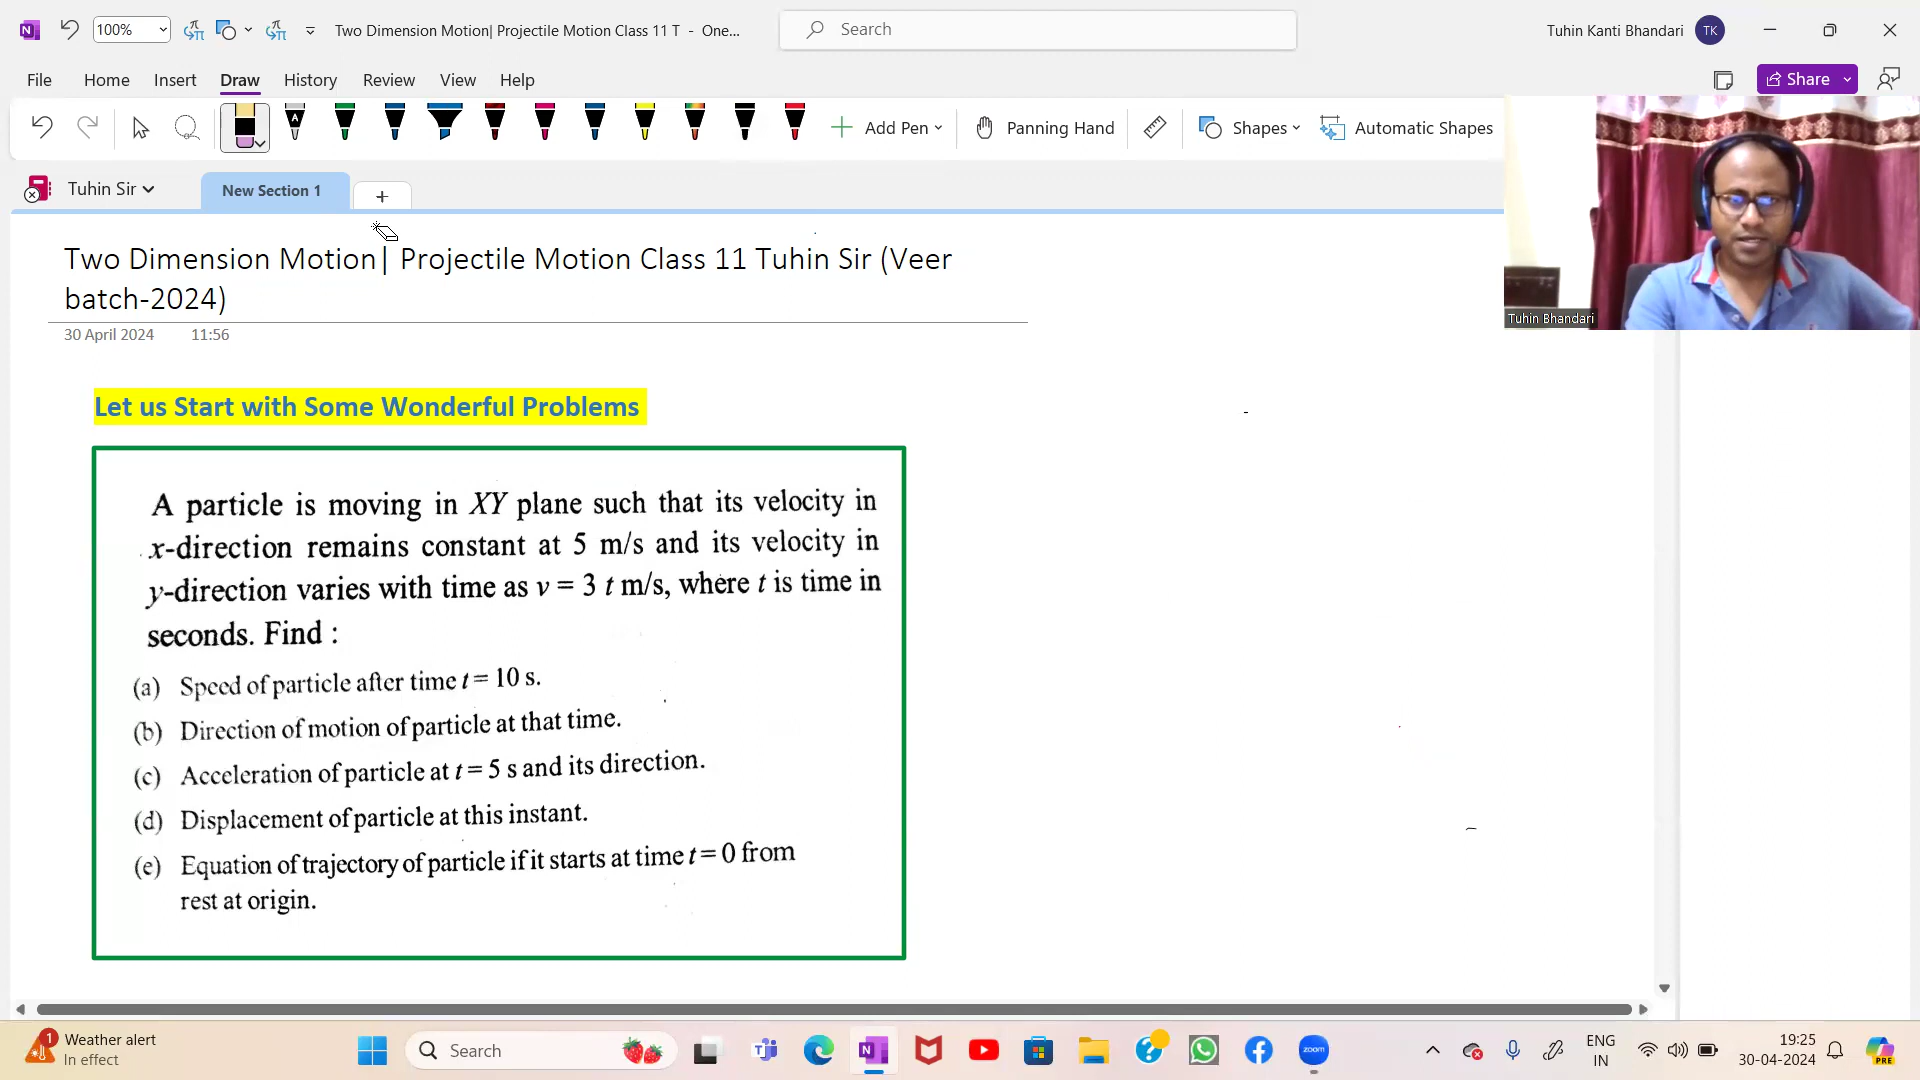 100%
Two Dimension Motion| Projectile Motion Class 11 T - One...
Search
Tuhin Kanti Bhandari
TK
File Home Insert Draw History Review View Help
Share
Add Pen
Panning Hand
Shapes
Automatic Shapes
Tuhin Sir
New Section 1
+
Two Dimension Motion| Projectile Motion Class 11 Tuhin Sir (Veer
batch-2024)
30 April 2024 11:56
Tuhin Bhandari
Let us Start with Some Wonderful Problems
A particle is moving in XY plane such that its velocity in
x-direction remains constant at 5 m/s and its velocity in
y-direction varies with time as v = 3 t m/s, where t is time in
seconds. Find :
(a) Speed of particle after time t = 10 s.
(b) Direction of motion of particle at that time.
(c) Acceleration of particle at t = 5 s and its direction.
(d) Displacement of particle at this instant.
(e) Equation of trajectory of particle if it starts at time t = 0 from
rest at origin.
1
Weather alert
In effect
Search
zoom
ENG
IN
19:25
30-04-2024
PRE